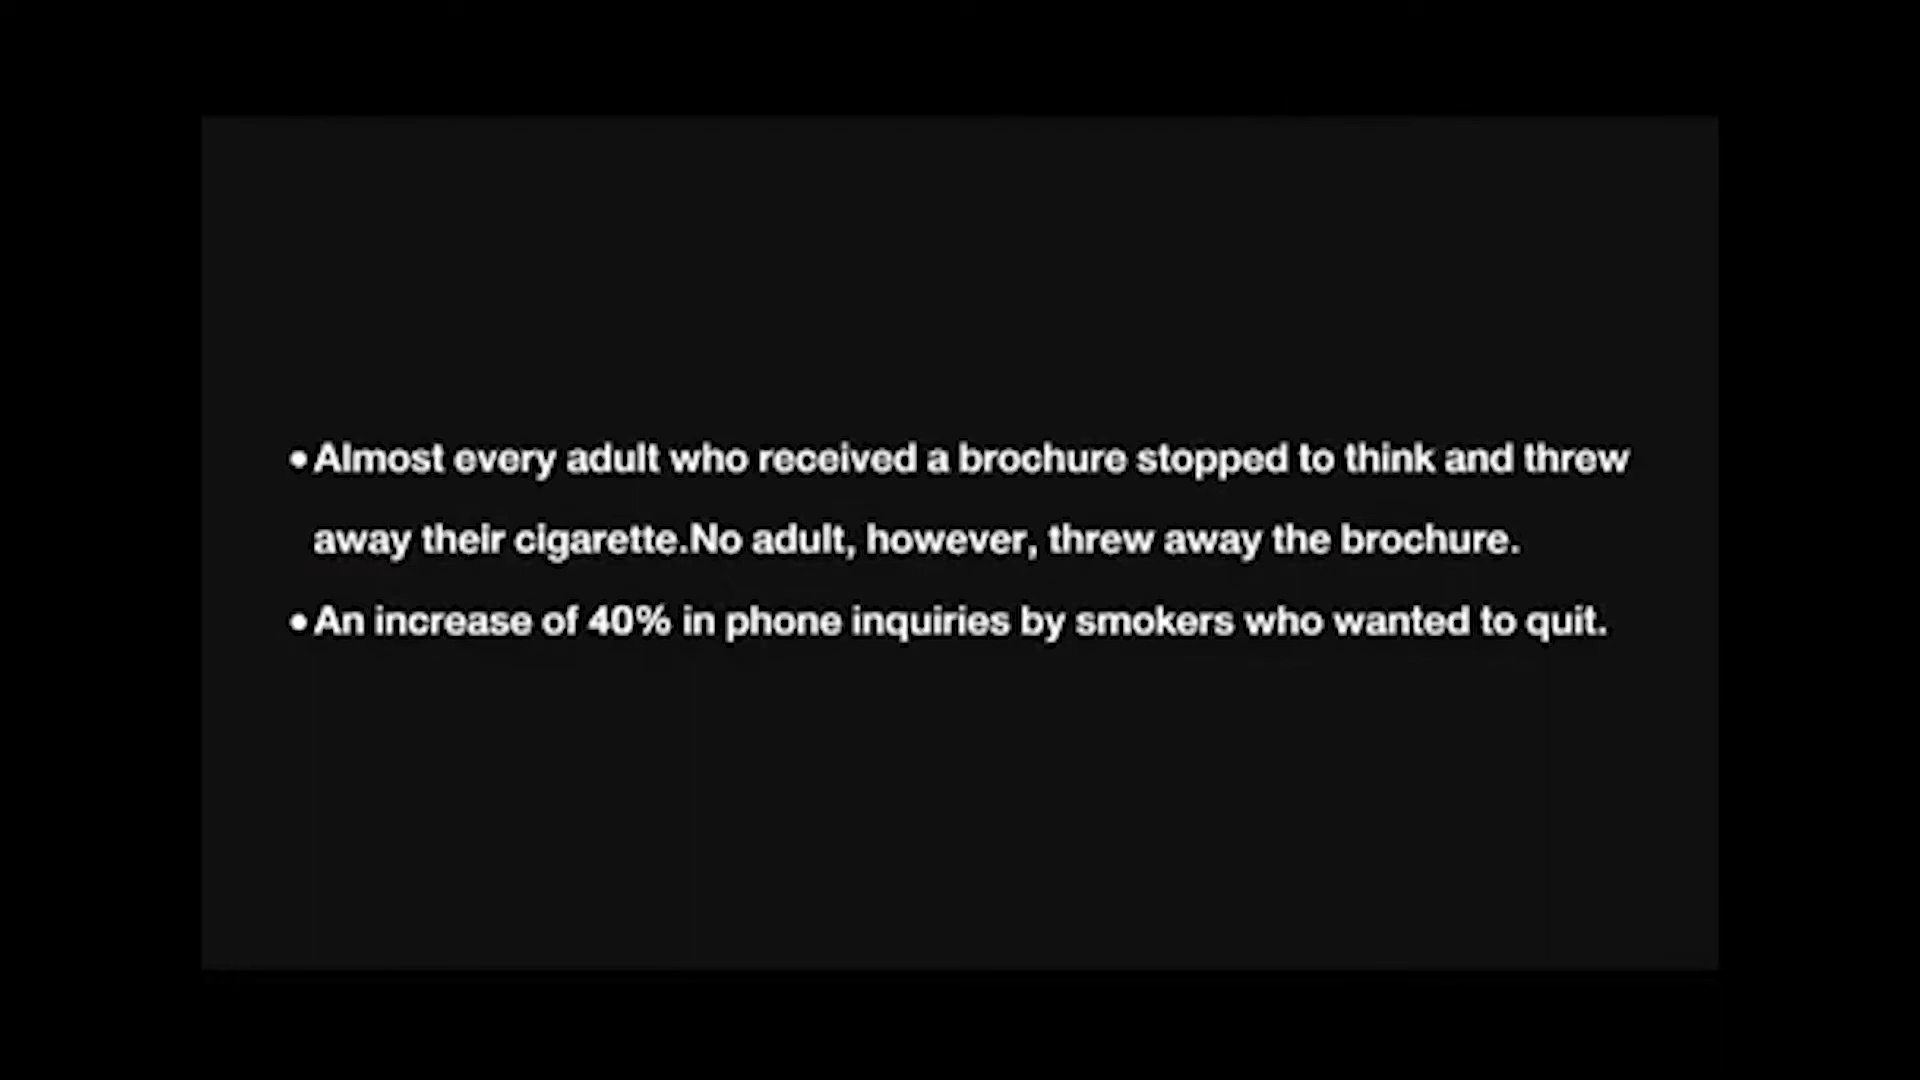 •Almost every adult who received a brochure stopped to think and threw
away their cigarette.No adult, however, threw away the brochure.
•An increase of 40% in phone inquiries by smokers who wanted to quit.